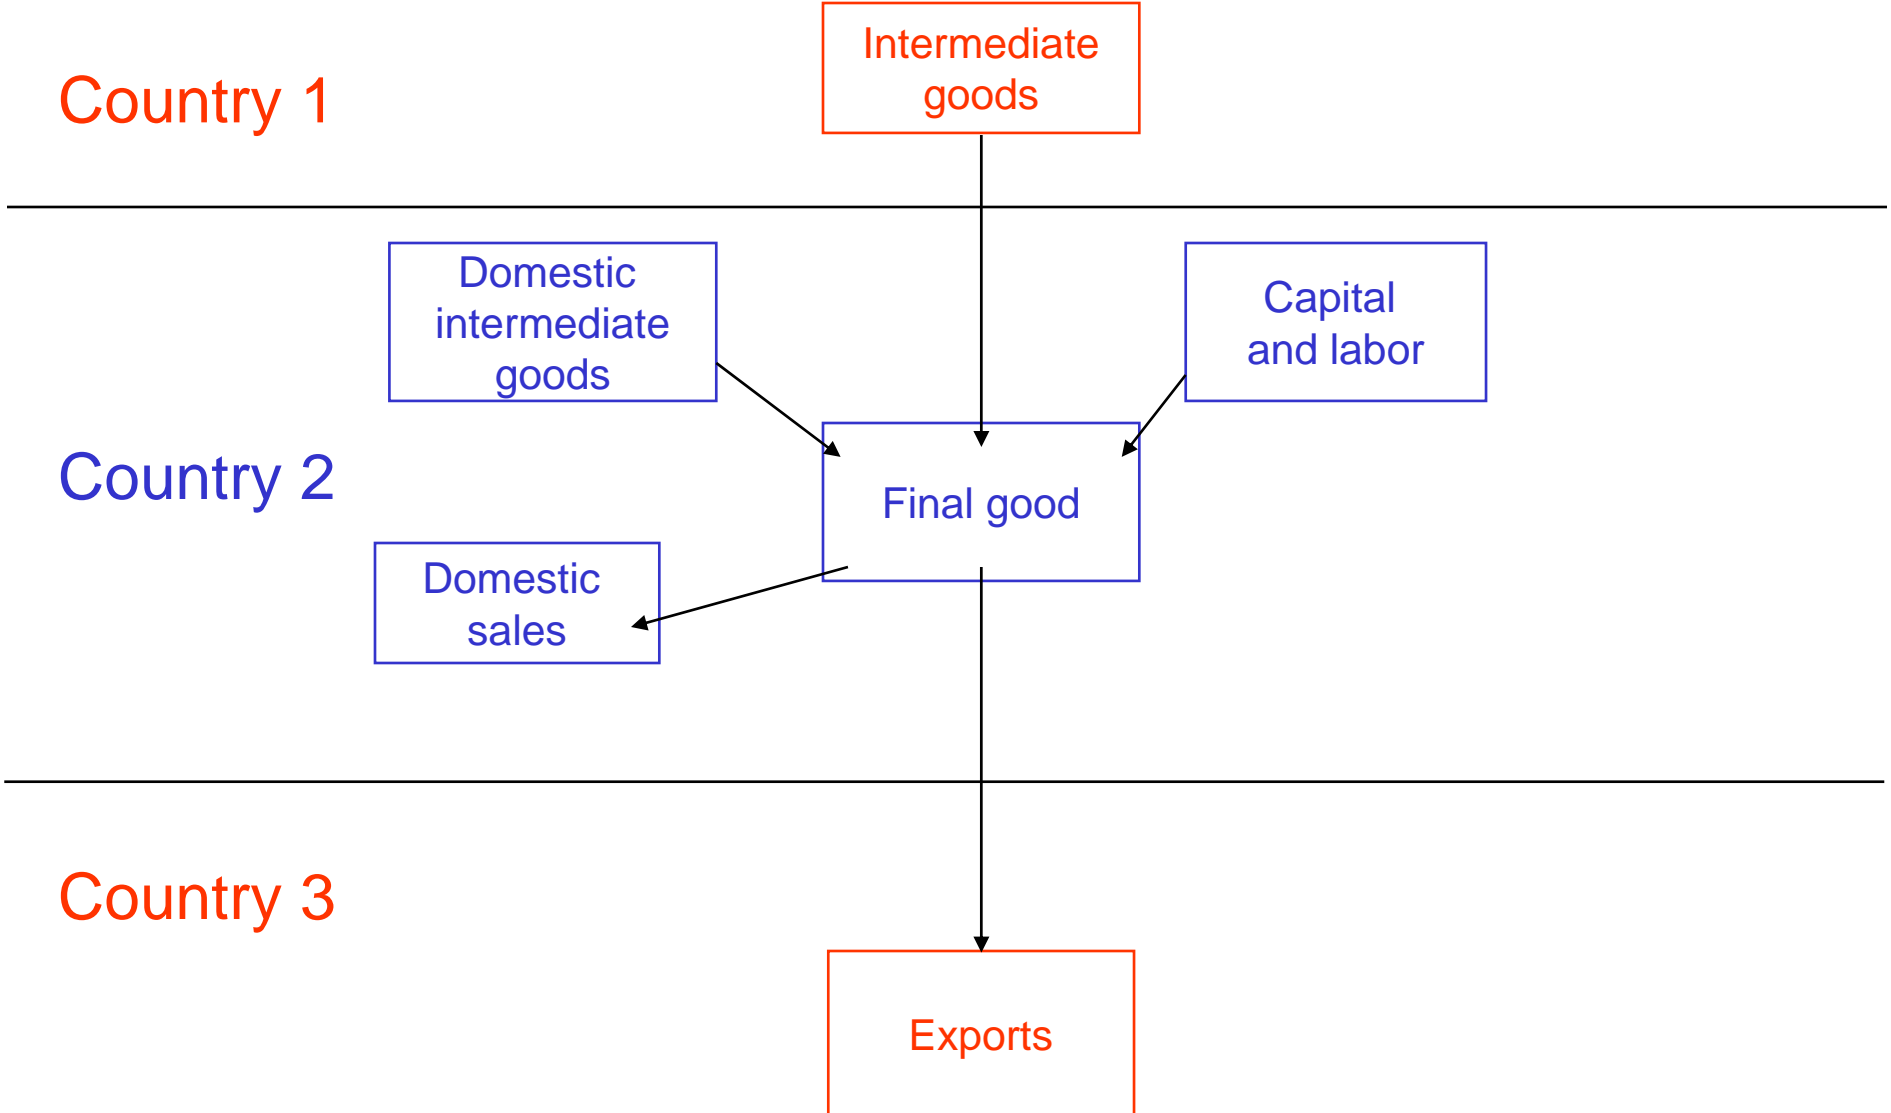 Intermediate
goods
Country 1
Domestic
intermediate
goods
Capital
and labor
Country 2
Final good
Domestic
sales
Country 3
Exports